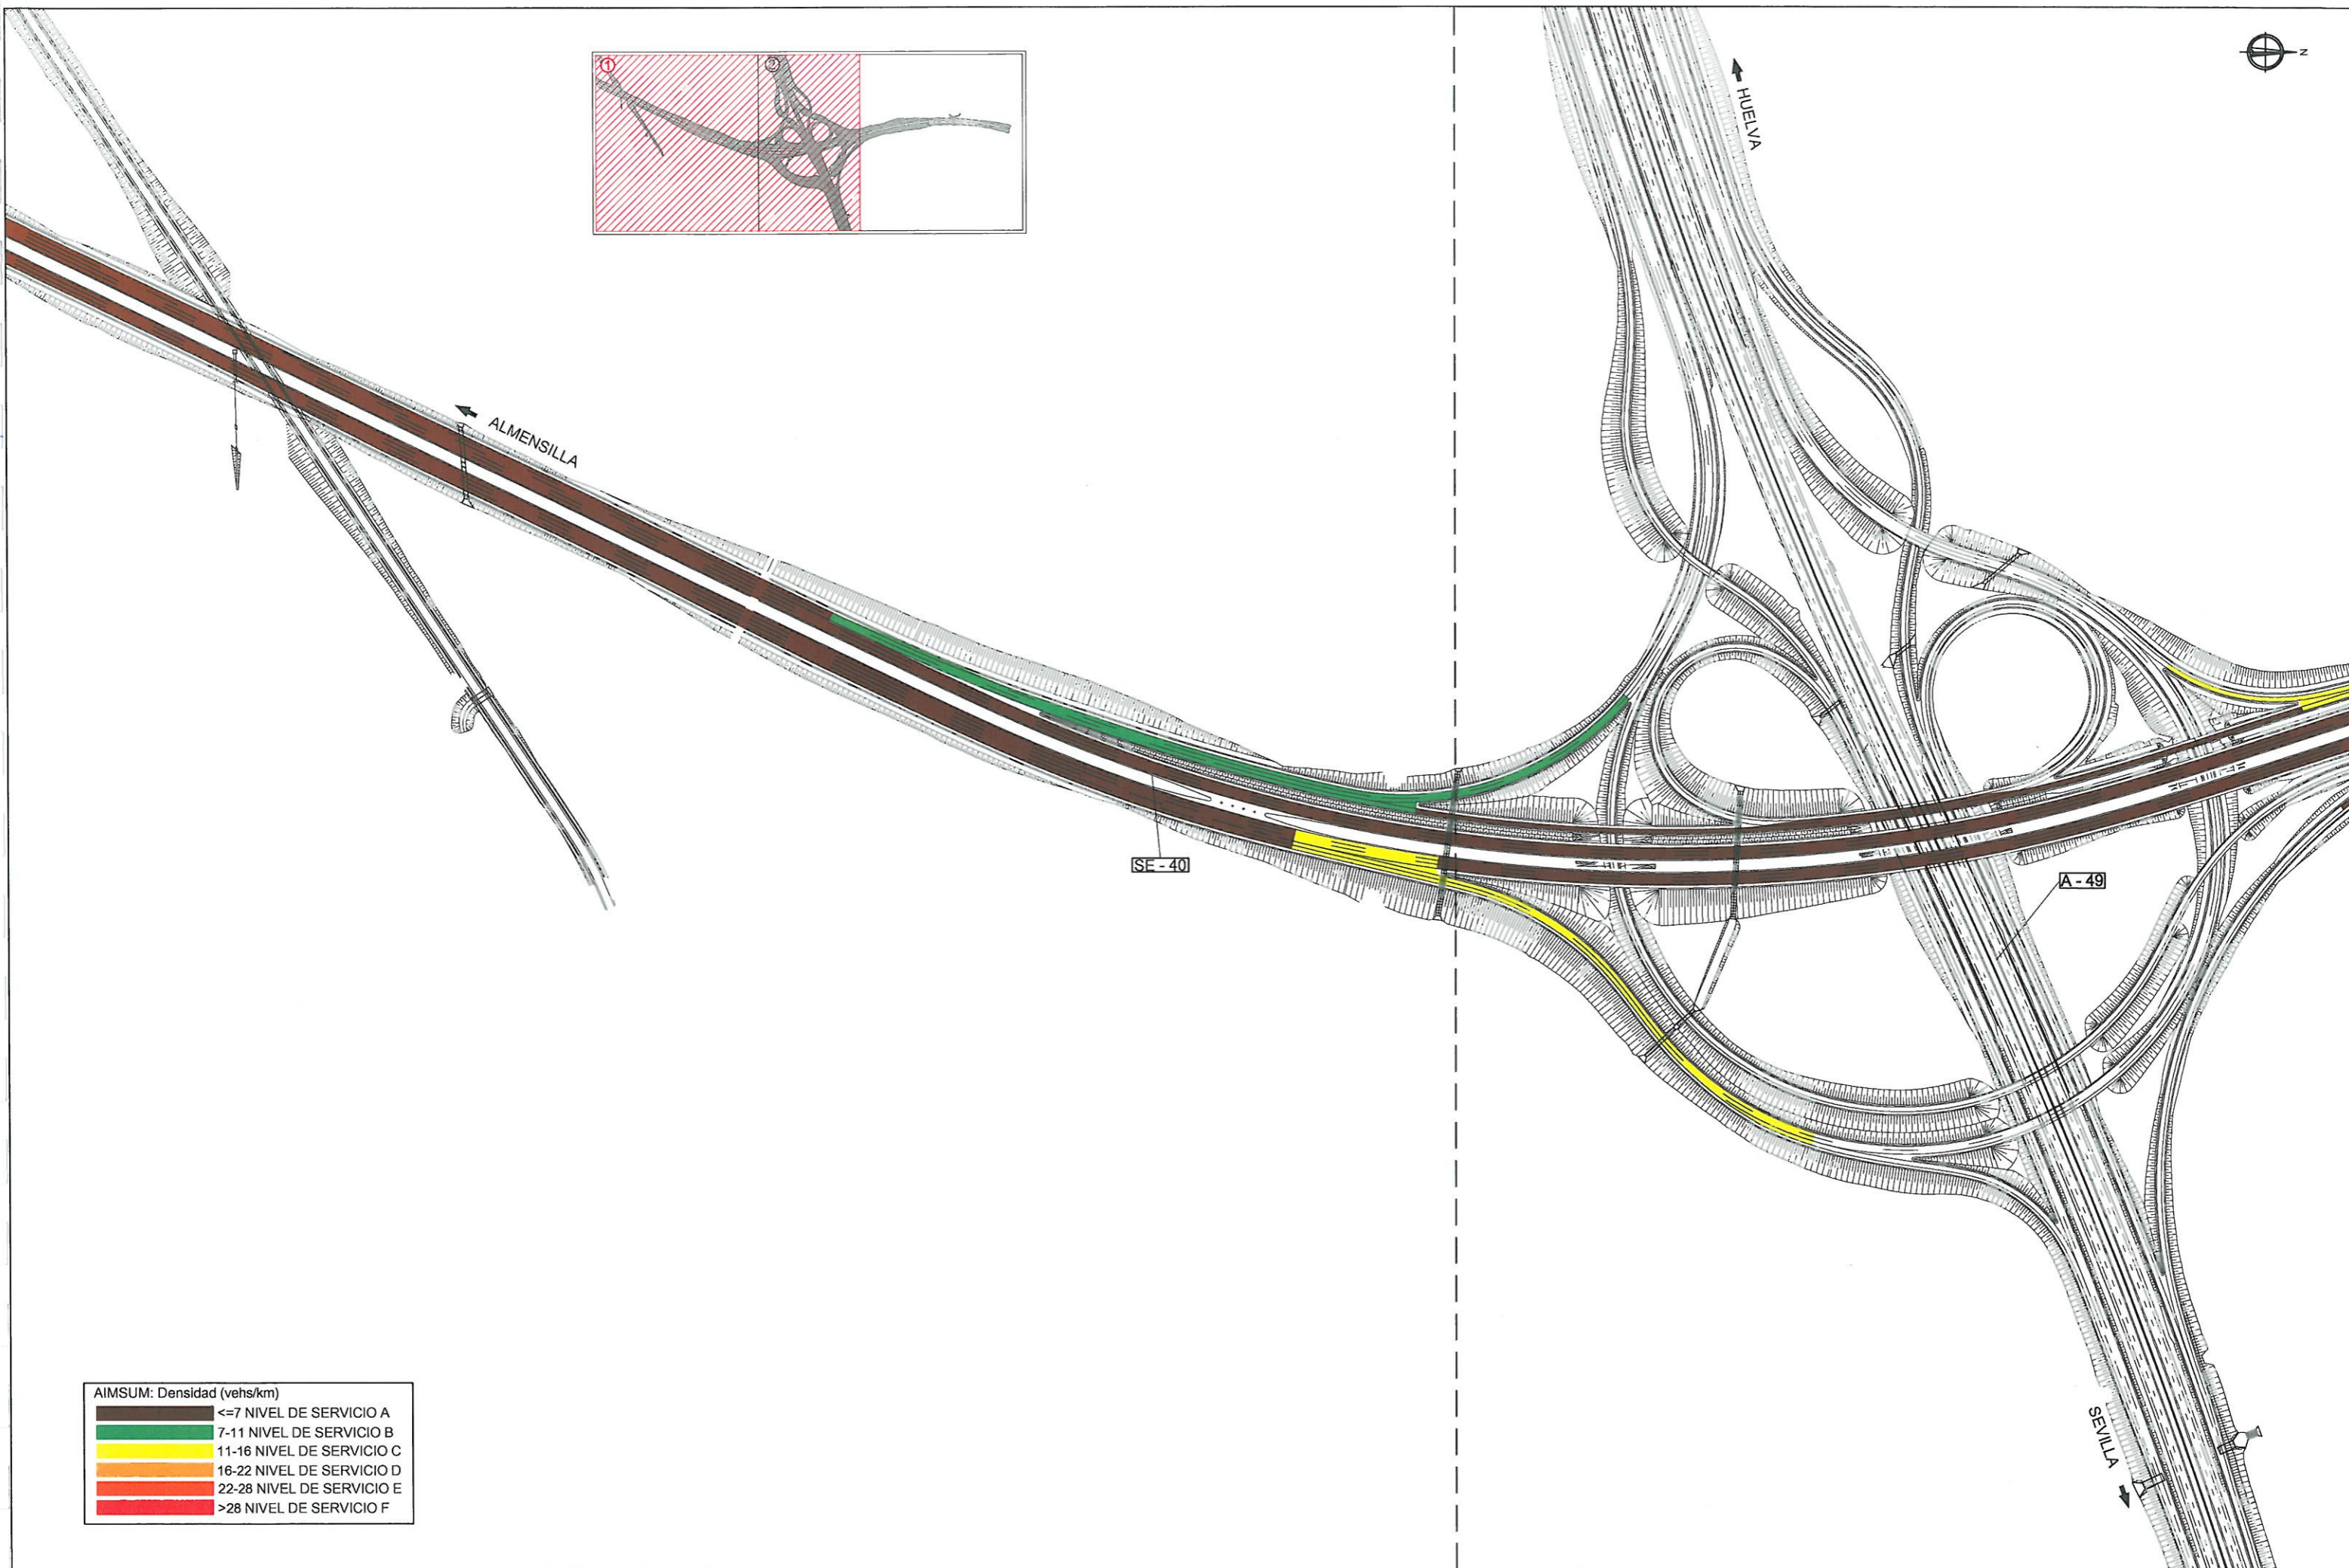 1
2
N
HUELVA
ALMENSILLA
SE - 40
A - 49
SEVILLA
AIMSUM: Densidad (vehs/km)
<=7 NIVEL DE SERVICIO A
7-11 NIVEL DE SERVICIO B
11-16 NIVEL DE SERVICIO C
16-22 NIVEL DE SERVICIO D
22-28 NIVEL DE SERVICIO E
>28 NIVEL DE SERVICIO F